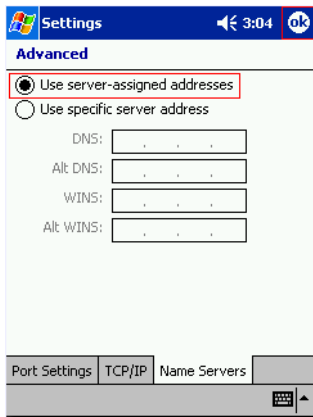 Settings 3:04 ok
Advanced
Use server-assigned addresses
Use specific server address
DNS: . . .
Alt DNS: . . .
WINS: . . .
Alt WINS: . . .
Port Settings TCP/IP Name Servers